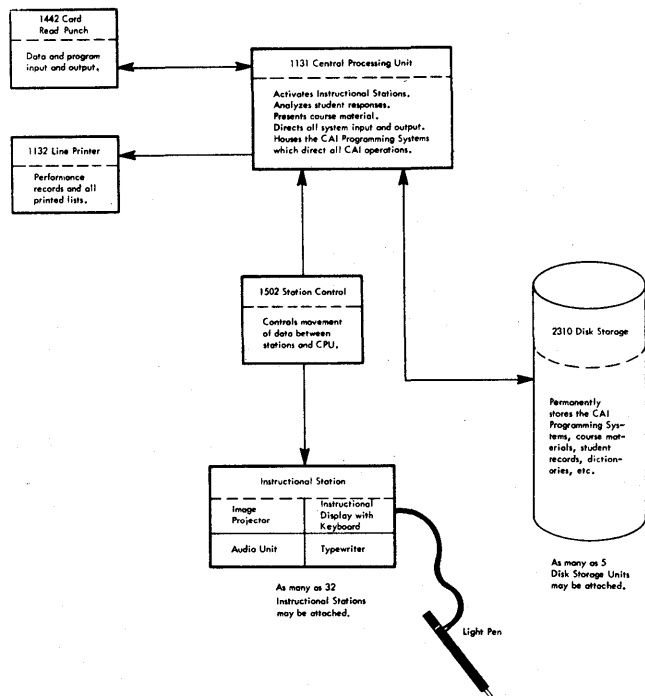 1442 Card
Read Punch
Data and program
input and output.
1131 Central Processing Unit
Activates Instructional Stations.
Analyzes student responses.
Presents course material.
Directs all system input and output.
Houses the CAI Programming Systems
which direct all CAI operations.
1132 Line Printer
Performance
records and all
printed lists.
1502 Station Control
Controls movement
of data between
stations and CPU.
2310 Disk Storage
Permanently
stores the CAI
Programming Sys-
tems, course mat-
erials, student
records, diction-
ories, etc.
As many as 5
Disk Storage Units
may be attached.
Instructional Station
Image
Projector
Instructional
Display with
Keyboard
Audio Unit
Typewriter
As many as 32
Instructional Stations
may be attached.
Light Pen